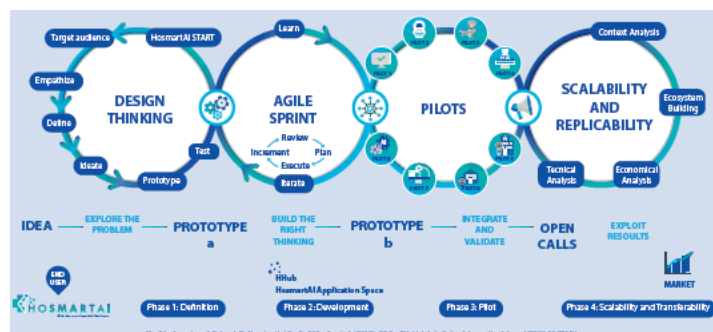 Target audience
HosmartAI START
Empathize
Define
Ideate
Prototype
Test
DESIGN
THINKING
Learn
AGILE
SPRINT
Review
Increment
Plan
Execute
Iterate
PILOTS
Context Analysis
SCALABILITY
AND
REPLICABILITY
Ecosystem
Building
Tecnical
Analysis
Economical
Analysis
IDEA
EXPLORE THE
PROBLEM
PROTOTYPE
a
BUILD THE
RIGHT
THINKING
PROTOTYPE
b
INTEGRATE
AND
VALIDATE
OPEN
CALLS
EXPLOIT
RESOULTS
END
USER
HOSMARTAI
HHub
HosmartAI Application Space
MARKET
Phase 1: Definition
Phase 2: Development
Phase 3: Pilot
Phase 4: Scalability and Transferability